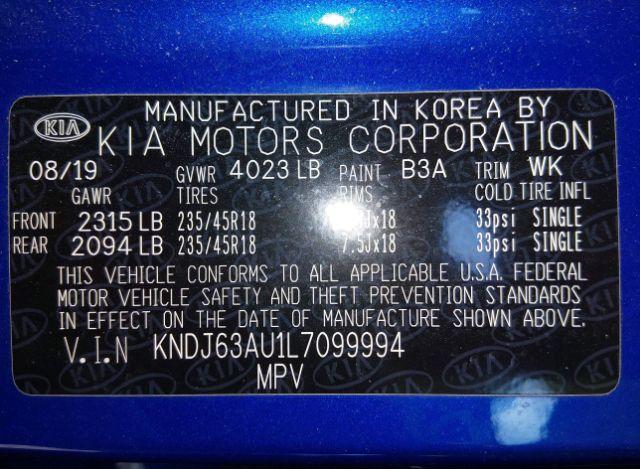 MANUFACTURED IN KOREA BY
KIA KIA MOTORS CORPORATION
08/19 GVWR 4023 LB PAINT B3A TRIM WK
GAWR TIRES RIMS COLD TIRE INFL
FRONT 2315 LB 235/45R18 33psi SINGLE
REAR 2094 LB 235/45R18 7.5Jx18 33psi SINGLE
THIS VEHICLE CONFORMS TO ALL APPLICABLE U.S.A. FEDERAL
MOTOR VEHICLE SAFETY AND THEFT PREVENTION STANDARDS
IN EFFECT ON THE DATE OF MANUFACTURE SHOWN ABOVE.
V.I.N KNDJ63AU1L7099994
MPV